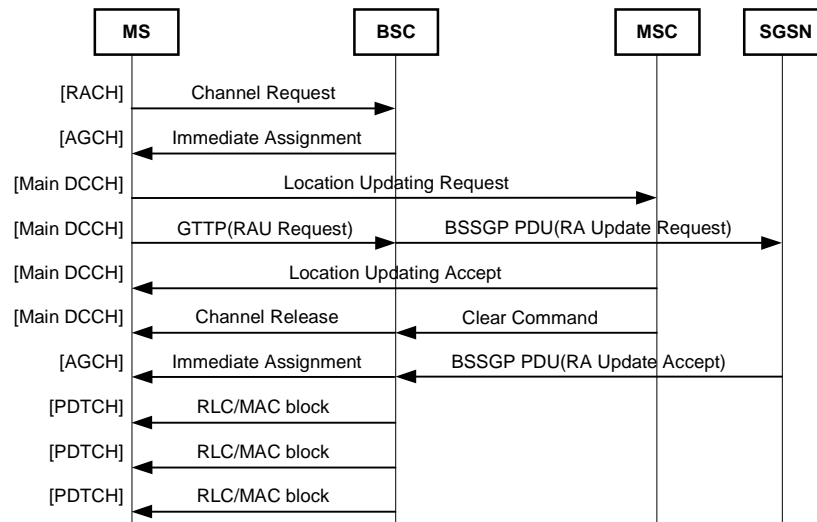 MS BSC MSC SGSN
[RACH] Channel Request
[AGCH] Immediate Assignment
[Main DCCH] Location Updating Request
[Main DCCH] GTTP(RAU Request) BSSGP PDU(RA Update Request)
[Main DCCH] Location Updating Accept
[Main DCCH] Channel Release Clear Command
[AGCH] Immediate Assignment BSSGP PDU(RA Update Accept)
[PDTCH] RLC/MAC block
[PDTCH] RLC/MAC block
[PDTCH] RLC/MAC block